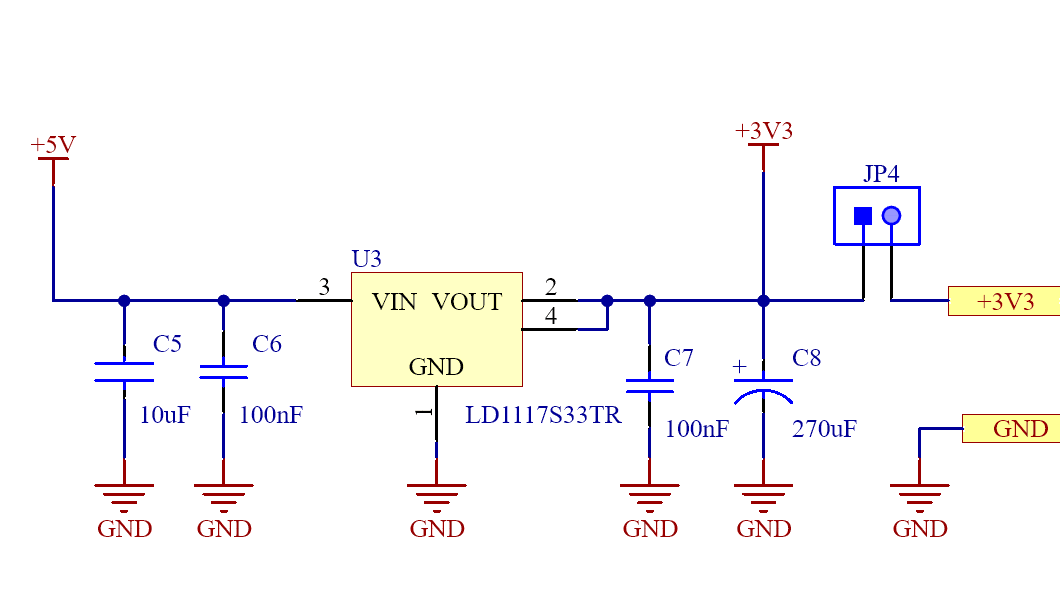 +5V
+3V3
JP4
U3
3
VIN VOUT
2
4
+3V3
GND
1
C5
C6
C7
+
C8
10uF
100nF
LD1117S33TR
100nF
270uF
GND
GND
GND
GND
GND
GND
GND